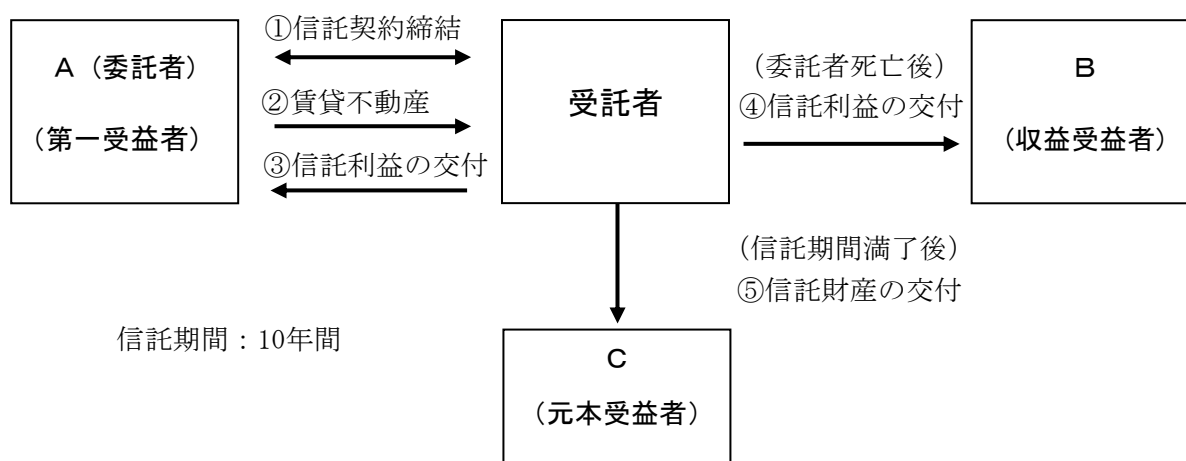 A(委託者)
(第一受益者)
①信託契約締結
②賃貸不動産
③信託利益の交付
受託者
(委託者死亡後)
④信託利益の交付
B
(収益受益者)
(信託期間満了後)
⑤信託財産の交付
信託期間:10年間
C
(元本受益者)